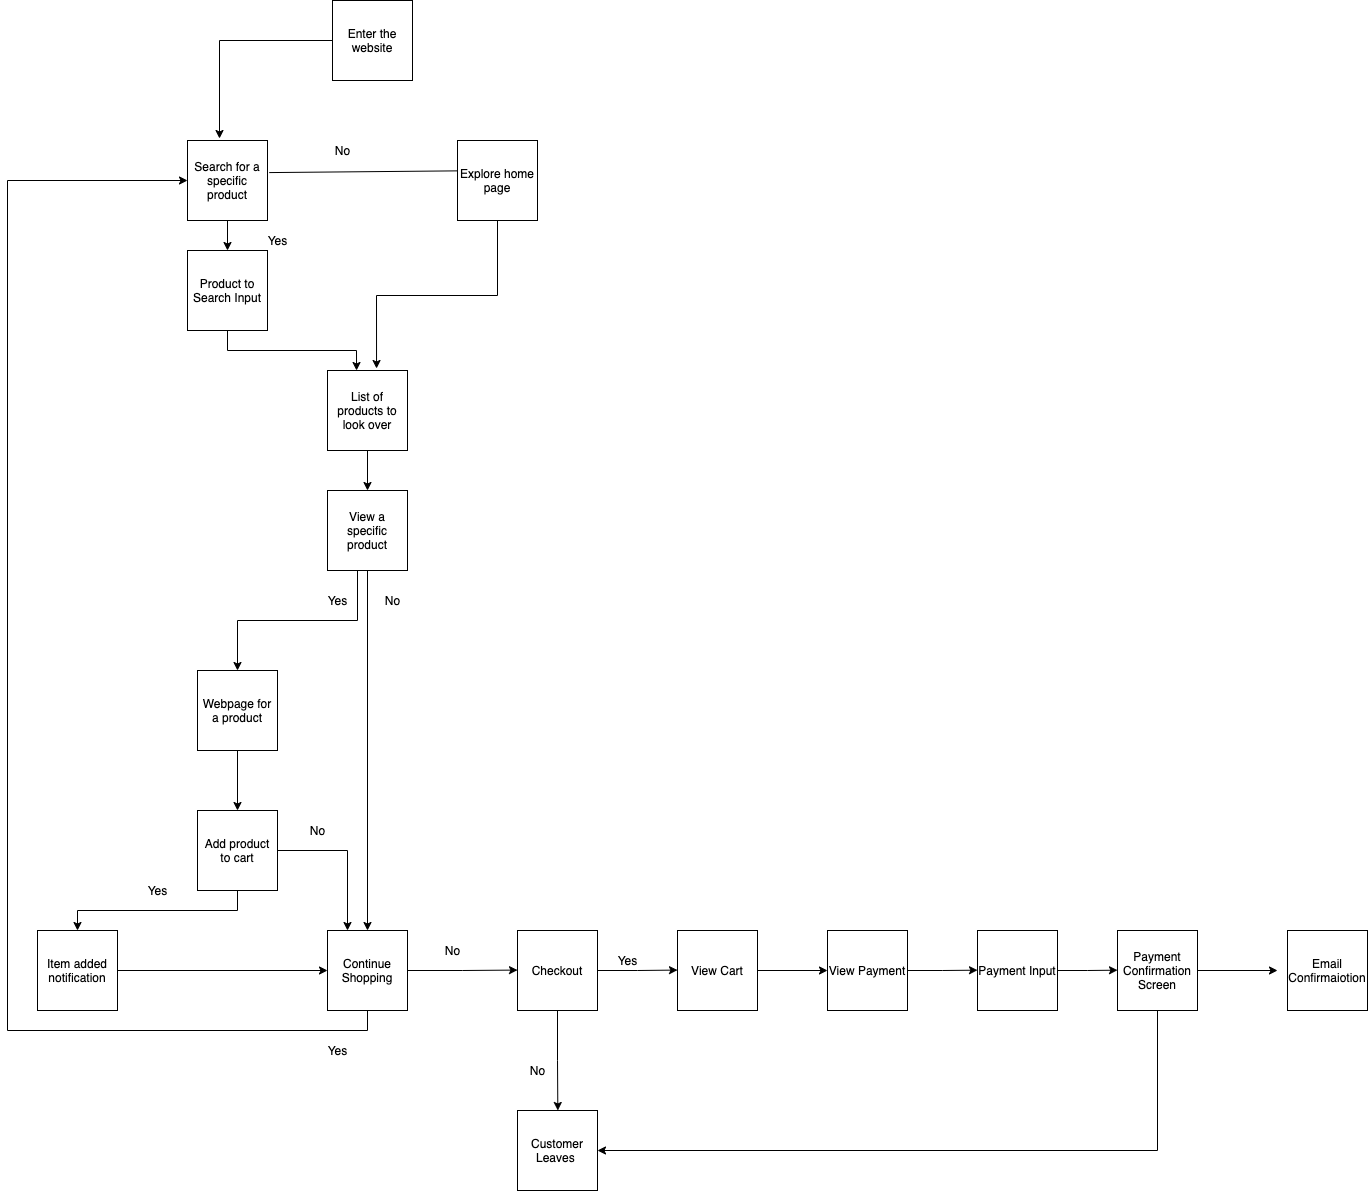 Enter the
website
No
Search for a
specific
product
Explore home
page
Yes
Product to
Search Input
List of
products to
look over
View a
specific
product
Yes
No
Webpage for
a product
No
Add product
to cart
Yes
Item added
notification
Continue
Shopping
No
Checkout
Yes
View Cart
View Payment
Payment Input
Payment
Confirmation
Screen
Email
Confirmaiotion
Yes
No
Customer
Leaves